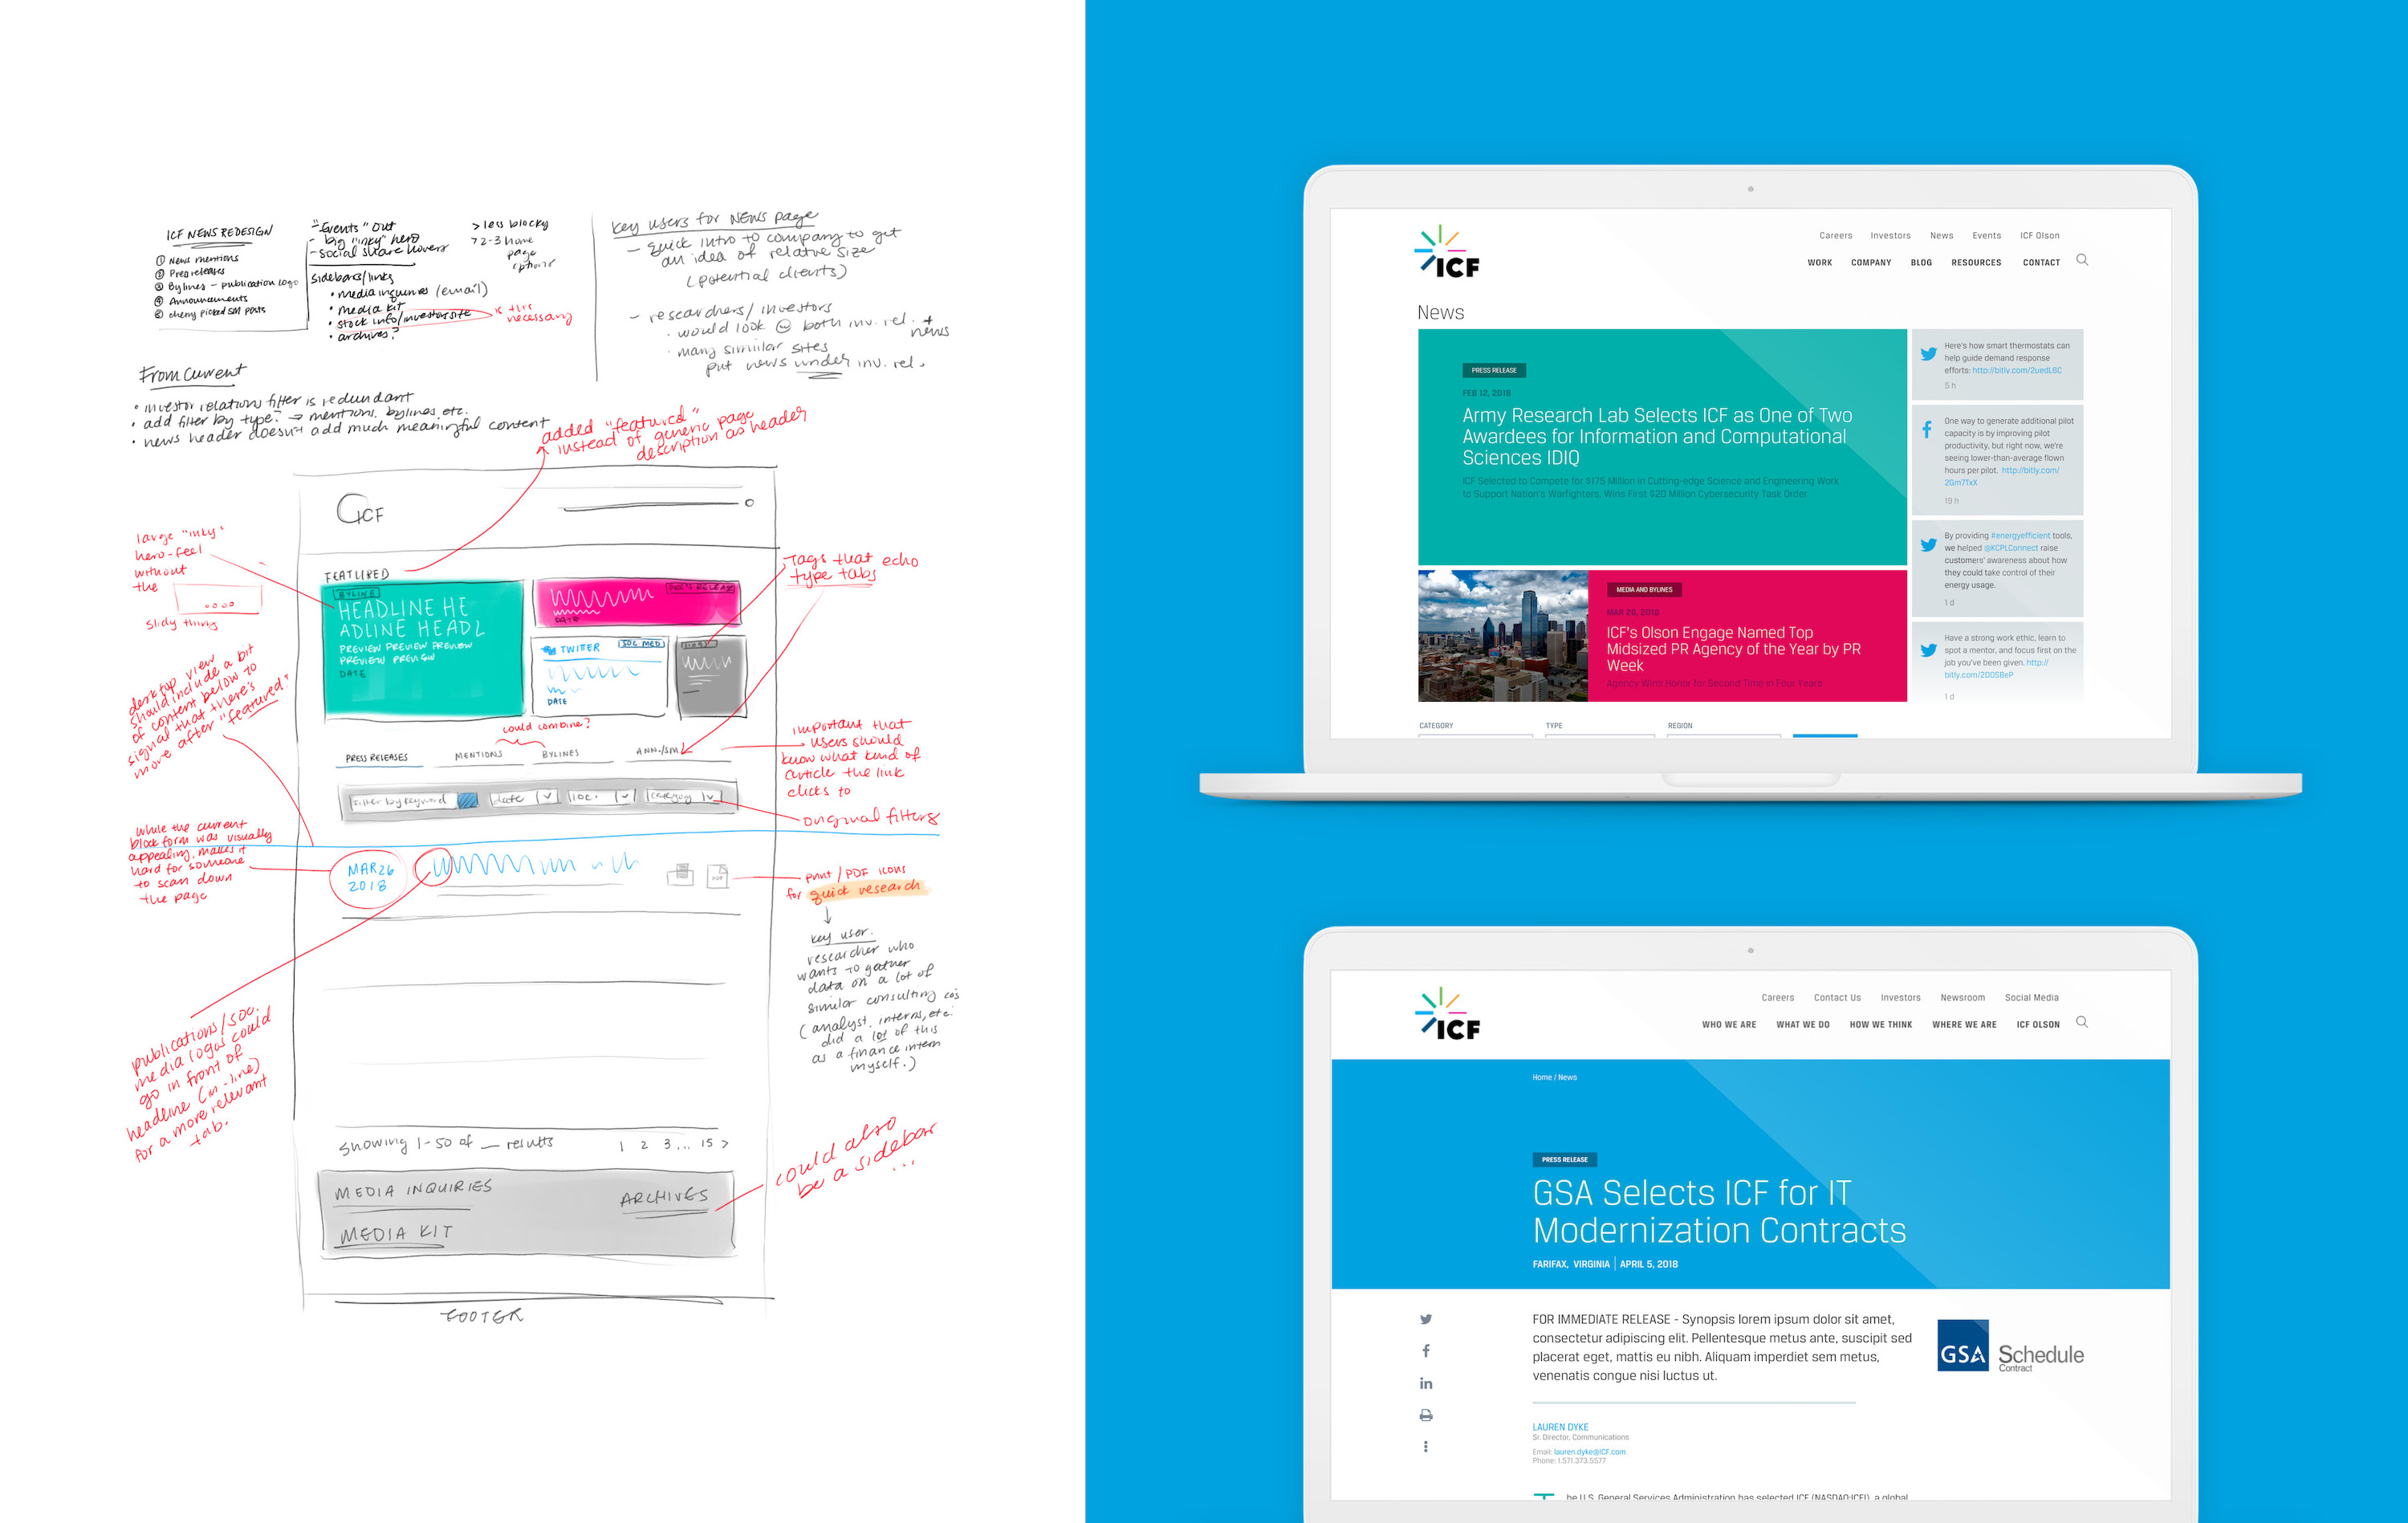 ICF NEWS REDESIGN
① News mentions
② Press releases
③ Bylines - publication logo
④ Announcements
⑤ cherry picked SM posts
- "Events" out
- big "inky" hero
- social share hovers
sidebars/links
• media inquiries (email)
• media kit
• stock info/investor site
• archives?
is this
necessary
> less blocky
> 2-3 home
page
options
key users for NEWS page
- quick intro to company to get
an idea of relative size
(potential clients)
- researchers/investors
• would look @ both inv. rel. +
news
• many similar sites
put news under inv. rel.
From current
• investor relations filter is redundant
• add filter by type? → mentions, bylines, etc.
• news header doesn't add much meaningful content
added "featured"
instead of generic page
description as header
ICF
large "inky"
hero-feel
without
the
slidy thing
FEATURED
BYLINE
HEADLINE HE
ADLINE HEADL
PREVIEW PREVIEW PREVIEW
PREVIEW PREVIEW
DATE
PRESS RELEASE
DATE
TWITTER
SOC MED
DATE
Tags that echo
type tabs
desktop view
should include a bit
of content below to
signal that there's
more after "featured"
could combine?
PRESS RELEASES
MENTIONS
BYLINES
ANN./SM
important that
users should
know what kind of
article the link
clicks to
filter by keyword
date
loc.
category
original filters
while the current
block form was visually
appealing, makes it
hard for someone
to scan down
the page
MAR 26
2018
PDF
print / PDF icons
for quick research
key user:
researcher who
wants to gather
data on a lot of
similar consulting co's
(analyst, interns, etc.
did a lot of this
as a finance intern
myself.)
publications/soc.
media logos could
go in front of
headline (in-line)
for a more relevant
tab.
showing 1-50 of __ results
1 2 3... 15 >
could also
be a sidebar
...
MEDIA INQUIRIES
ARCHIVES
MEDIA KIT
FOOTER
ICF
Careers Investors News Events ICF Olson
WORK COMPANY BLOG RESOURCES CONTACT
News
PRESS RELEASE
FEB 12, 2018
Army Research Lab Selects ICF as One of Two
Awardees for Information and Computational
Sciences IDIQ
ICF Selected to Compete for $175 Million in Cutting-edge Science and Engineering Work
to Support Nation's Warfighters, Wins First $20 Million Cybersecurity Task Order
MEDIA AND BYLINES
MAR 26, 2018
ICF's Olson Engage Named Top
Midsized PR Agency of the Year by PR
Week
Agency Wins Honor for Second Time in Four Years
Here's how smart thermostats can
help guide demand response
efforts: http://bitly.com/2uedL6C
5 h
One way to generate additional pilot
capacity is by improving pilot
productivity, but right now, we're
seeing lower-than-average flown
hours per pilot. http://bitly.com/
2Gm7TxX
19 h
By providing #energyefficient tools,
we helped @KCPLConnect raise
customers' awareness about how
they could take control of their
energy usage.
1 d
Have a strong work ethic, learn to
spot a mentor, and focus first on the
job you've been given. http://
bitly.com/2DOSBeP
1 d
CATEGORY
TYPE
REGION
ICF
Careers Contact Us Investors Newsroom Social Media
WHO WE ARE WHAT WE DO HOW WE THINK WHERE WE ARE ICF OLSON
Home / News
PRESS RELEASE
GSA Selects ICF for IT
Modernization Contracts
FARIFAX, VIRGINIA | APRIL 5, 2018
FOR IMMEDIATE RELEASE - Synopsis lorem ipsum dolor sit amet,
consectetur adipiscing elit. Pellentesque metus ante, suscipit sed
placerat eget, mattis eu nibh. Aliquam imperdiet sem metus,
venenatis congue nisi luctus ut.
GSA Schedule
Contract
LAUREN DYKE
Sr. Director, Communications
Email: lauren.dyke@ICF.com
Phone: 1.571.373.5577
The U.S. General Services Administration has selected ICF (NASDAQ:ICFI), a global